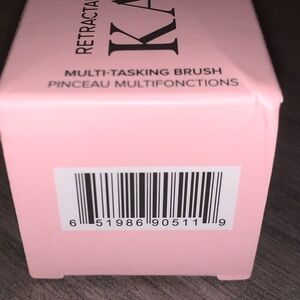 RETRACTA
KA
MULTI-TASKING BRUSH
PINCEAU MULTIFONCTIONS
6 51986 90511 9